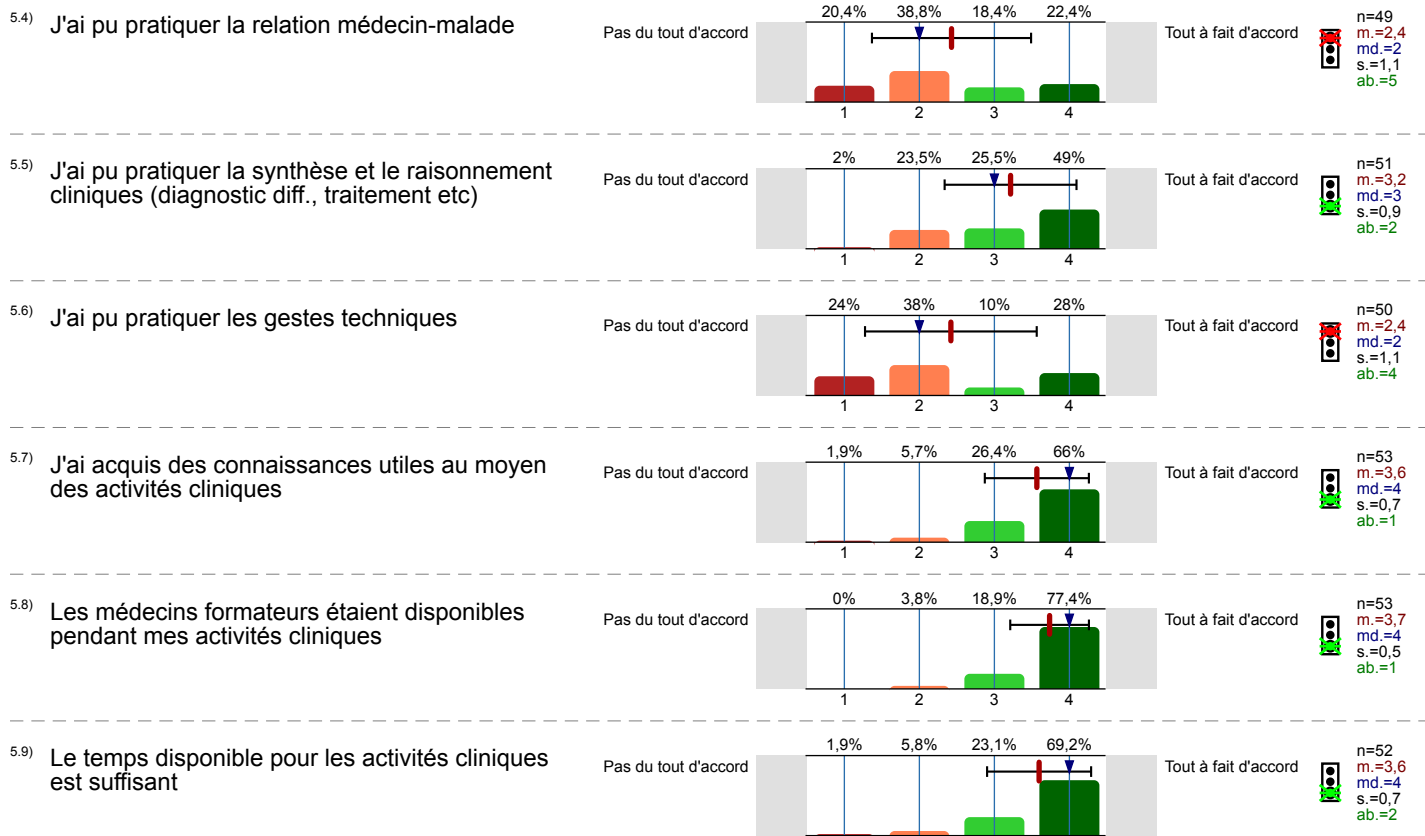 5.4) J'ai pu pratiquer la relation médecin-malade
Pas du tout d'accord
20,4% 38,8% 18,4% 22,4%
1 2 3 4
Tout à fait d'accord
n=49
m.=2,4
md.=2
s.=1,1
ab.=5
5.5) J'ai pu pratiquer la synthèse et le raisonnement
cliniques (diagnostic diff., traitement etc)
Pas du tout d'accord
2% 23,5% 25,5% 49%
1 2 3 4
Tout à fait d'accord
n=51
m.=3,2
md.=3
s.=0,9
ab.=2
5.6) J'ai pu pratiquer les gestes techniques
Pas du tout d'accord
24% 38% 10% 28%
1 2 3 4
Tout à fait d'accord
n=50
m.=2,4
md.=2
s.=1,1
ab.=4
5.7) J'ai acquis des connaissances utiles au moyen
des activités cliniques
Pas du tout d'accord
1,9% 5,7% 26,4% 66%
1 2 3 4
Tout à fait d'accord
n=53
m.=3,6
md.=4
s.=0,7
ab.=1
5.8) Les médecins formateurs étaient disponibles
pendant mes activités cliniques
Pas du tout d'accord
0% 3,8% 18,9% 77,4%
1 2 3 4
Tout à fait d'accord
n=53
m.=3,7
md.=4
s.=0,5
ab.=1
5.9) Le temps disponible pour les activités cliniques
est suffisant
Pas du tout d'accord
1,9% 5,8% 23,1% 69,2%
Tout à fait d'accord
n=52
m.=3,6
md.=4
s.=0,7
ab.=2